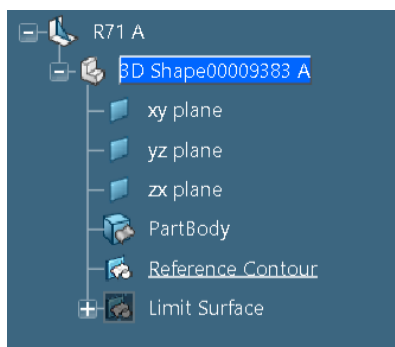 R71 A
3D Shape00009383 A
xy plane
yz plane
zx plane
PartBody
Reference Contour
Limit Surface